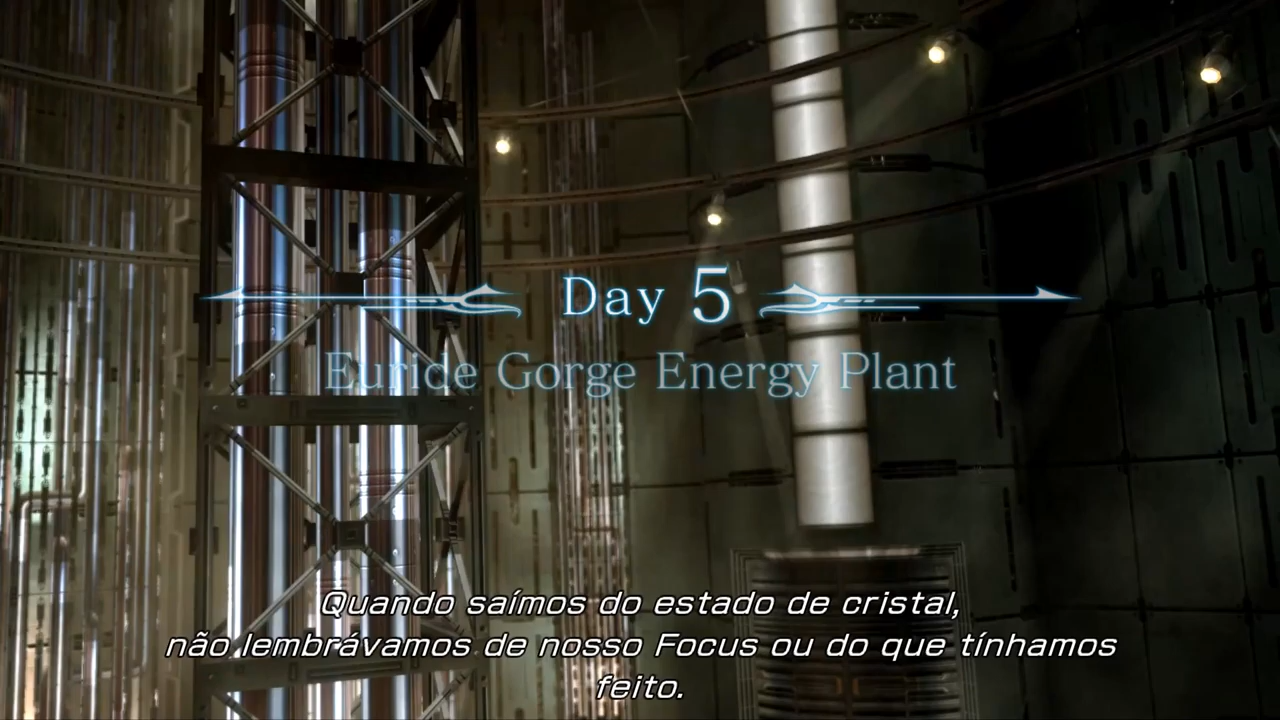 Day 5
Euride Gorge Energy Plant
Quando saímos do estado de cristal,
não lembrávamos de nosso Focus ou do que tínhamos
feito.